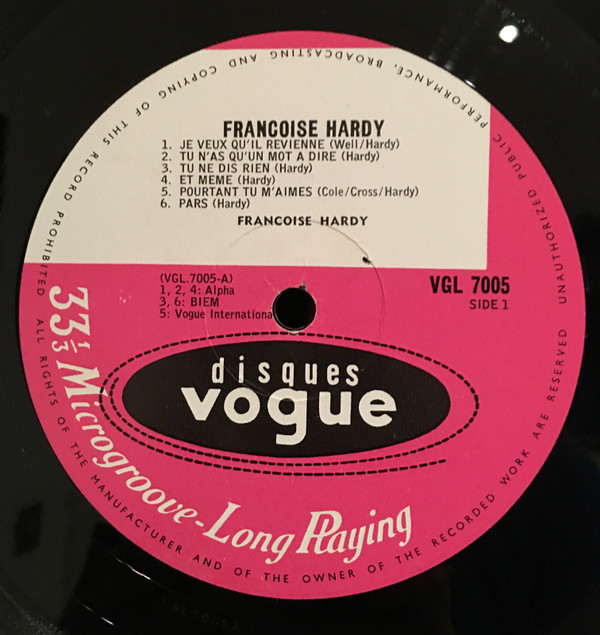 FRANCOISE HARDY
1. JE VEUX QU'IL REVIENNE (Well/Hardy)
2. TU N'AS QU'UN MOT A DIRE (Hardy)
3. TU NE DIS RIEN (Hardy)
4. ET MEME (Hardy)
5. POURTANT TU M'AIMES (Cole/Cross/Hardy)
6. PARS (Hardy)
FRANCOISE HARDY
(VGL.7005-A)
1, 2, 4: Alpha
3, 6: BIEM
5: Vogue Internationa
VGL 7005
SIDE 1
disques
vogue
33 1/3 Microgroove-Long Playing
ALL RIGHTS OF THE MANUFACTURER AND OF THE OWNER OF THE RECORDED WORK ARE RESERVED UNAUTHORIZED PUBLIC PERFORMANCE, BROADCASTING AND COPYING OF THIS RECORD PROHIBITED